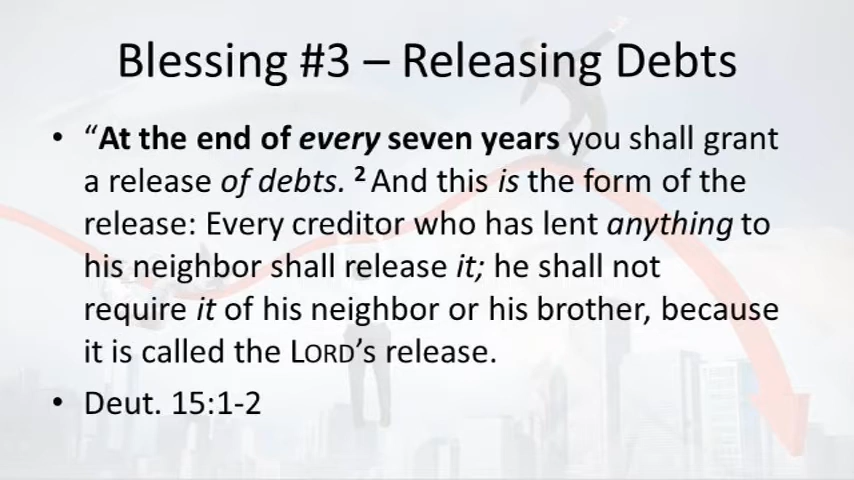 Blessing #3 – Releasing Debts
• “At the end of every seven years you shall grant
a release of debts. ² And this is the form of the
release: Every creditor who has lent anything to
his neighbor shall release it; he shall not
require it of his neighbor or his brother, because
it is called the LORD’s release.
• Deut. 15:1-2